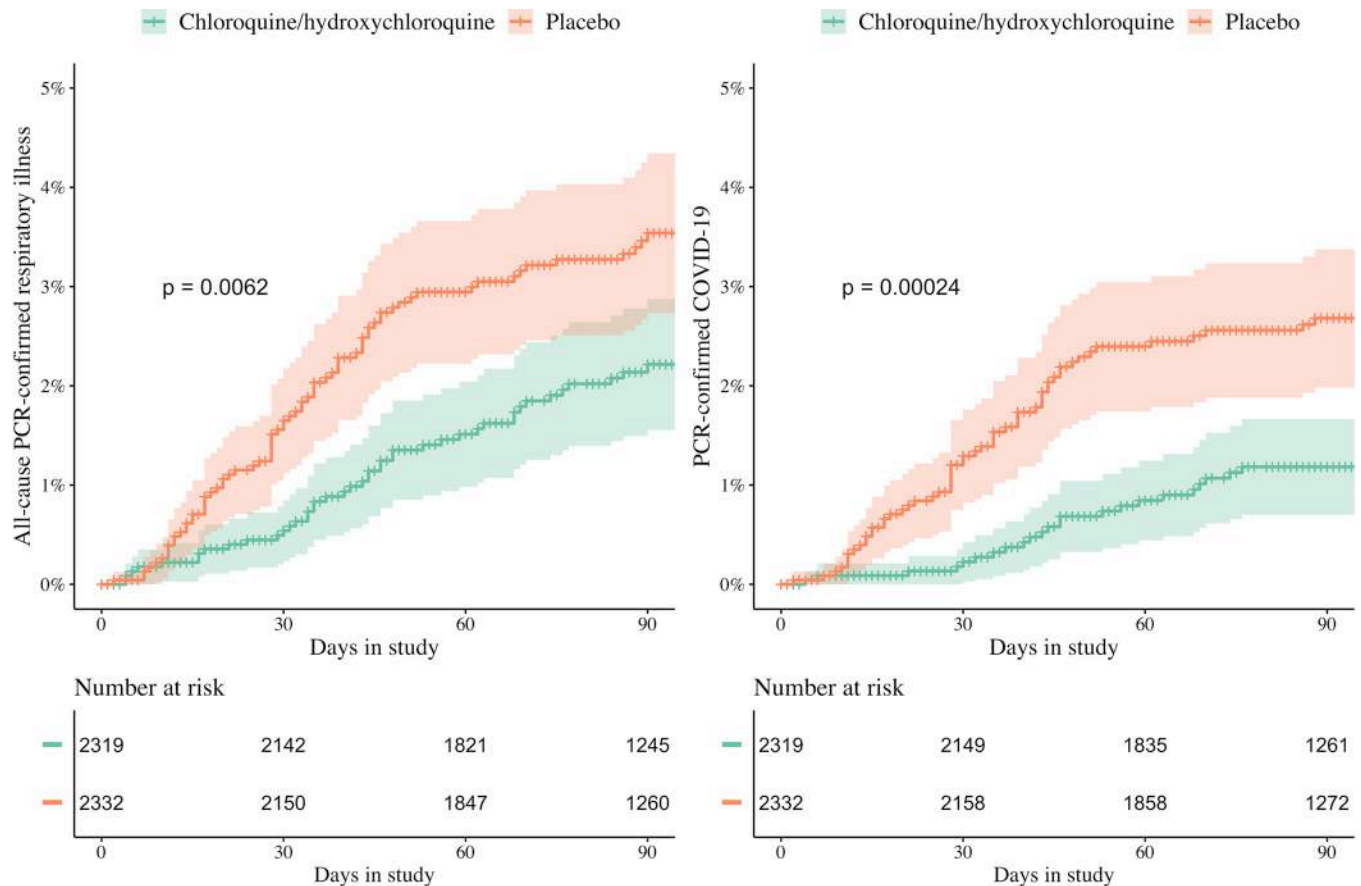 Chloroquine/hydroxychloroquine Placebo
All-cause PCR-confirmed respiratory illness
5%
4%
3%
2%
1%
0%
p = 0.0062
0 30 60 90
Days in study
Number at risk
2319 2142 1821 1245
2332 2150 1847 1260
0 30 60 90
Days in study
Chloroquine/hydroxychloroquine Placebo
PCR-confirmed COVID-19
5%
4%
3%
2%
1%
0%
p = 0.00024
0 30 60 90
Days in study
Number at risk
2319 2149 1835 1261
2332 2158 1858 1272
0 30 60 90
Days in study